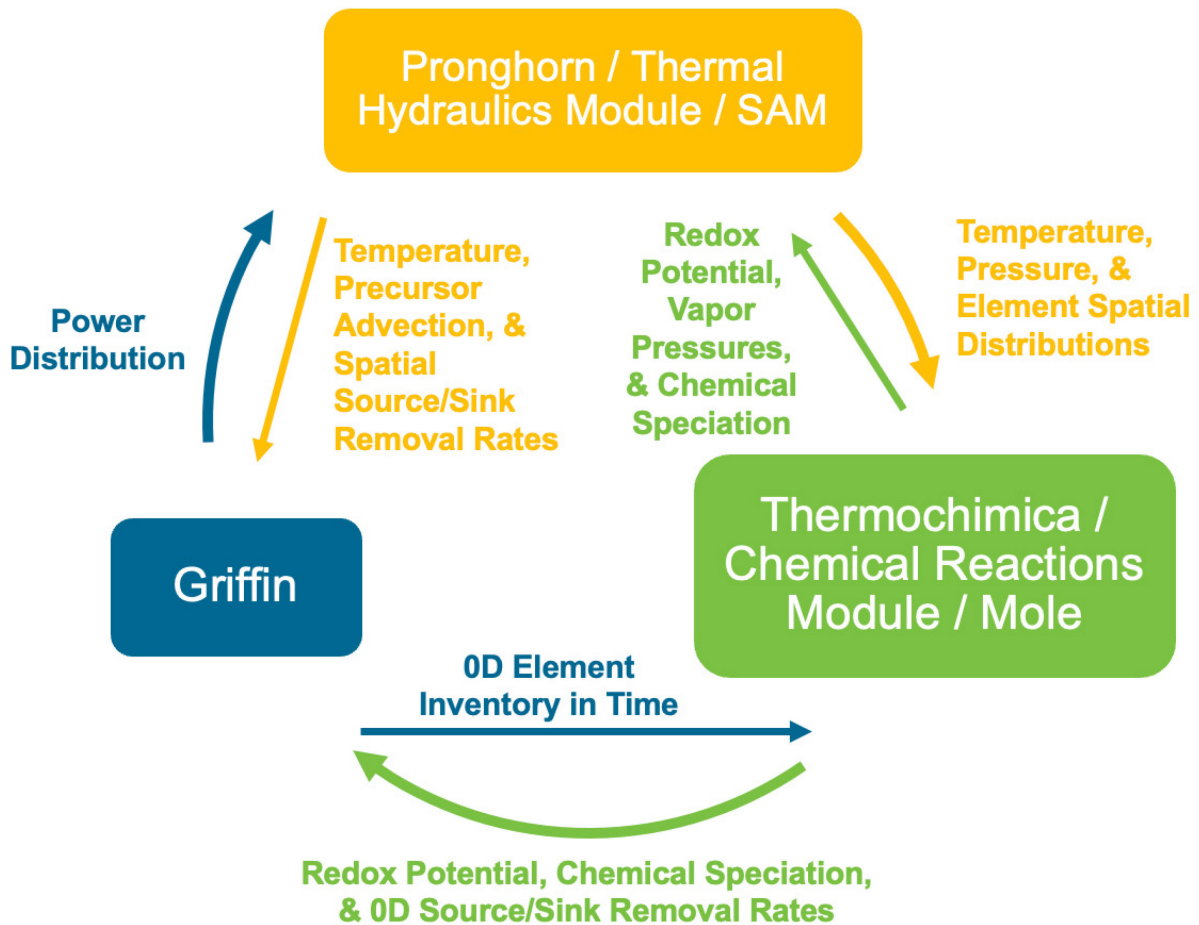 Pronghorn / Thermal
Hydraulics Module / SAM
Power
Distribution
Temperature,
Precursor
Advection, &
Spatial
Source/Sink
Removal Rates
Redox
Potential,
Vapor
Pressures,
& Chemical
Speciation
Temperature,
Pressure, &
Element Spatial
Distributions
Griffin
Thermochimica /
Chemical Reactions
Module / Mole
0D Element
Inventory in Time
Redox Potential, Chemical Speciation,
& 0D Source/Sink Removal Rates